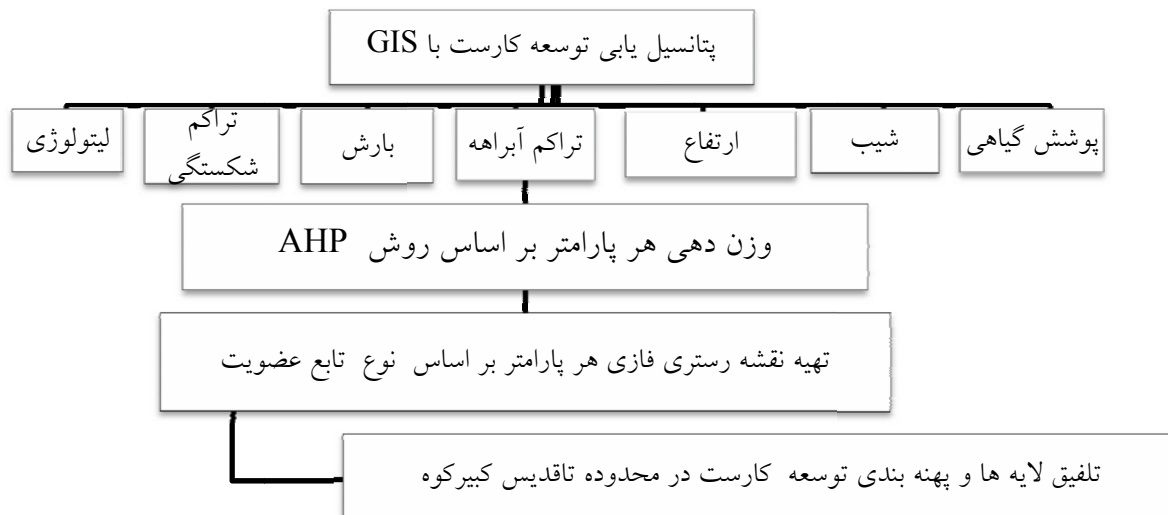 پتانسیل یابی توسعه کارست با GIS
پوشش گیاهی
شیب
ارتفاع
تراکم آبراهه
بارش
تراکم
شکستگی
لیتولوژی
وزن دهی هر پارامتر بر اساس روش AHP
تهیه نقشه رستری فازی هر پارامتر بر اساس نوع تابع عضویت
تلفیق لایه ها و پهنه بندی توسعه کارست در محدوده تاقدیس کبیرکوه